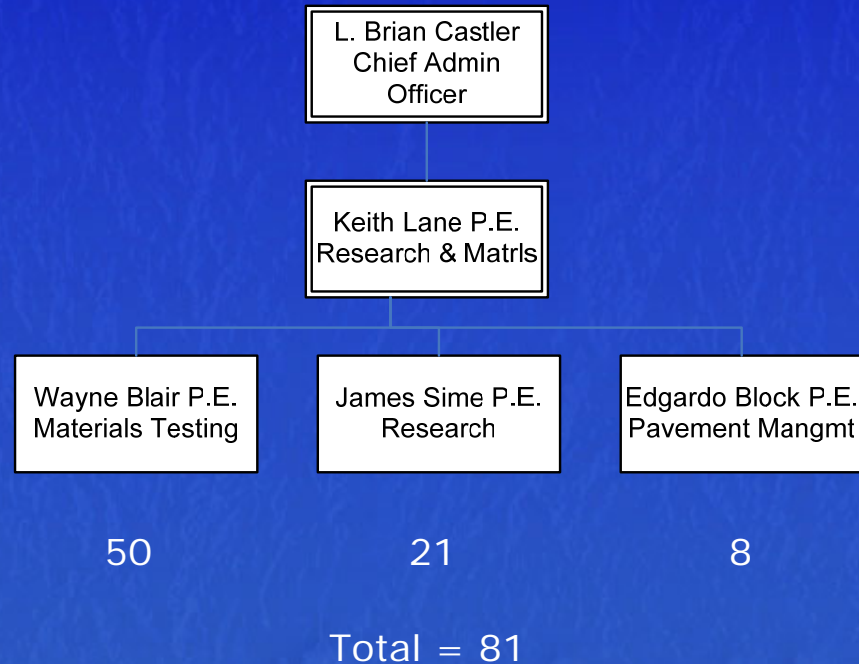 L. Brian Castler
Chief Admin
Officer
Keith Lane P.E.
Research & Matrls
Wayne Blair P.E.
Materials Testing
James Sime P.E.
Research
Edgardo Block P.E.
Pavement Mangmt
50
21
8
Total = 81